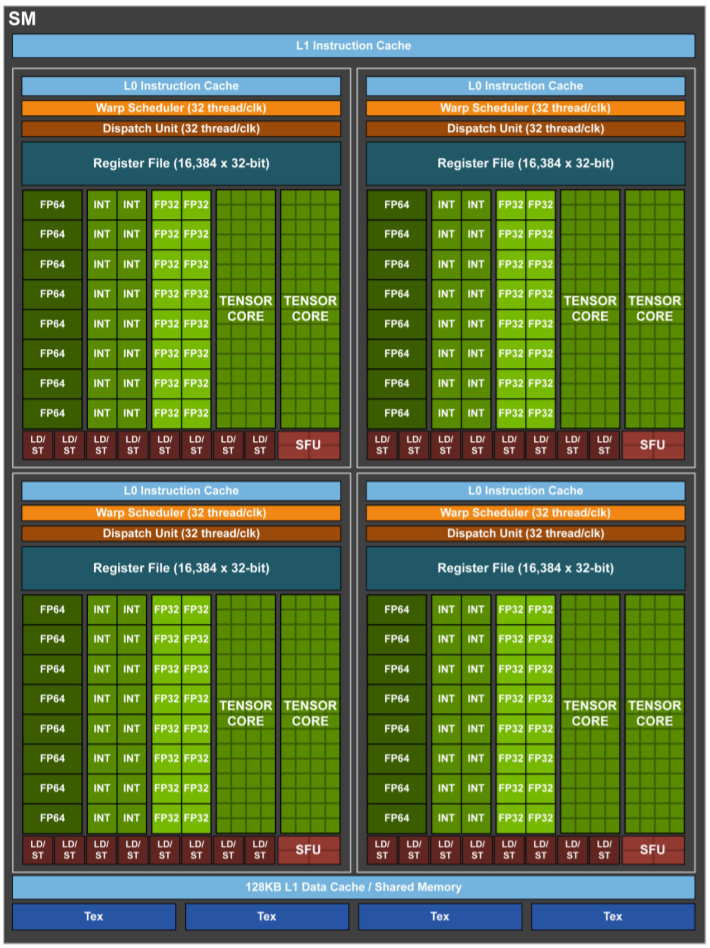 SM
L1 Instruction Cache
L0 Instruction Cache
Warp Scheduler (32 thread/clk)
Dispatch Unit (32 thread/clk)
Register File (16,384 x 32-bit)
FP64 INT INT FP32 FP32
FP64 INT INT FP32 FP32
FP64 INT INT FP32 FP32
FP64 INT INT FP32 FP32
FP64 INT INT FP32 FP32
FP64 INT INT FP32 FP32
FP64 INT INT FP32 FP32
FP64 INT INT FP32 FP32
TENSOR TENSOR
CORE CORE
LD/ LD/ LD/ LD/ LD/ LD/ LD/ LD/
ST ST ST ST ST ST ST ST
SFU
L0 Instruction Cache
Warp Scheduler (32 thread/clk)
Dispatch Unit (32 thread/clk)
Register File (16,384 x 32-bit)
FP64 INT INT FP32 FP32
FP64 INT INT FP32 FP32
FP64 INT INT FP32 FP32
FP64 INT INT FP32 FP32
FP64 INT INT FP32 FP32
FP64 INT INT FP32 FP32
FP64 INT INT FP32 FP32
FP64 INT INT FP32 FP32
TENSOR TENSOR
CORE CORE
LD/ LD/ LD/ LD/ LD/ LD/ LD/ LD/
ST ST ST ST ST ST ST ST
SFU
L0 Instruction Cache
Warp Scheduler (32 thread/clk)
Dispatch Unit (32 thread/clk)
Register File (16,384 x 32-bit)
FP64 INT INT FP32 FP32
FP64 INT INT FP32 FP32
FP64 INT INT FP32 FP32
FP64 INT INT FP32 FP32
FP64 INT INT FP32 FP32
FP64 INT INT FP32 FP32
FP64 INT INT FP32 FP32
FP64 INT INT FP32 FP32
TENSOR TENSOR
CORE CORE
LD/ LD/ LD/ LD/ LD/ LD/ LD/ LD/
ST ST ST ST ST ST ST ST
SFU
L0 Instruction Cache
Warp Scheduler (32 thread/clk)
Dispatch Unit (32 thread/clk)
Register File (16,384 x 32-bit)
FP64 INT INT FP32 FP32
FP64 INT INT FP32 FP32
FP64 INT INT FP32 FP32
FP64 INT INT FP32 FP32
FP64 INT INT FP32 FP32
FP64 INT INT FP32 FP32
FP64 INT INT FP32 FP32
FP64 INT INT FP32 FP32
TENSOR TENSOR
CORE CORE
LD/ LD/ LD/ LD/ LD/ LD/ LD/ LD/
ST ST ST ST ST ST ST ST
SFU
128KB L1 Data Cache / Shared Memory
Tex Tex Tex Tex